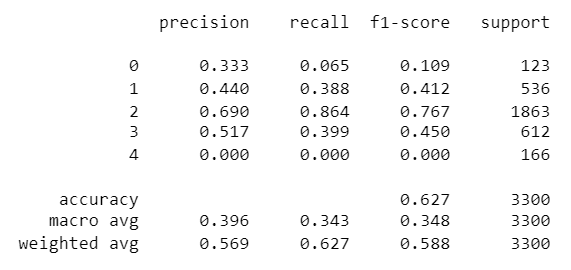 precision recall f1-score support
0 0.333 0.065 0.109 123
1 0.440 0.388 0.412 536
2 0.690 0.864 0.767 1863
3 0.517 0.399 0.450 612
4 0.000 0.000 0.000 166
accuracy 0.627 3300
macro avg 0.396 0.343 0.348 3300
weighted avg 0.569 0.627 0.588 3300